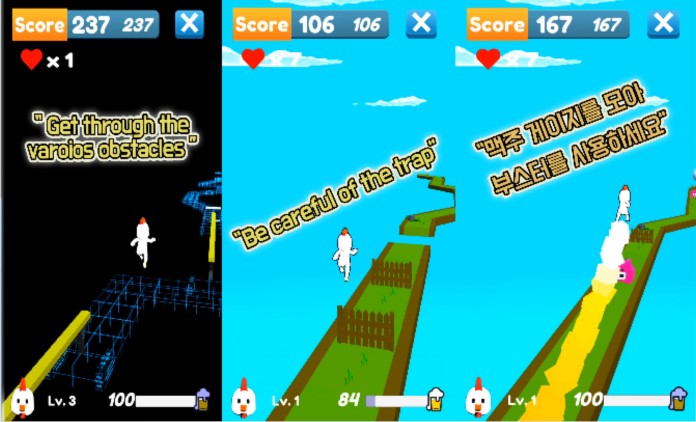 Score 237 237 X
x 1
"Get through the
varoios obstacles"
Lv. 3 100
Score 106 106 X
"Be careful of the trap"
Lv. 1 84
Score 167 167 X
"맥주 게이지를 모아
부스터를 사용하세요"
Lv. 1 100